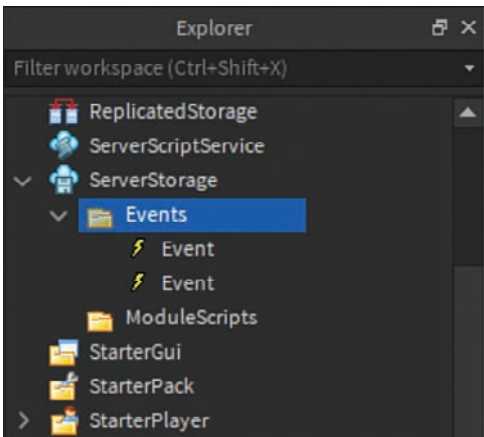 Explorer
Filter workspace (Ctrl+Shift+X)
ReplicatedStorage
ServerScriptService
ServerStorage
Events
Event
Event
ModuleScripts
StarterGui
StarterPack
StarterPlayer